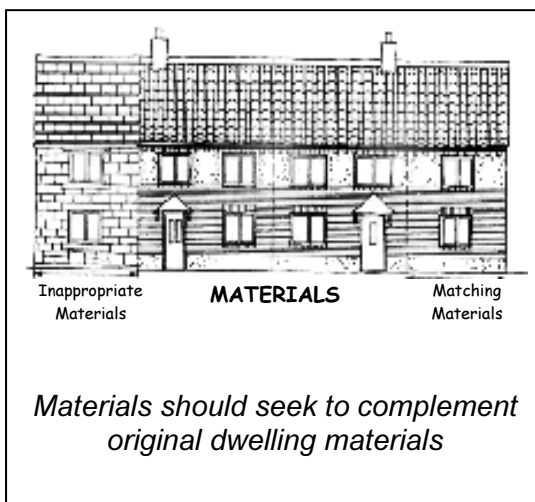 Inappropriate
Materials
MATERIALS
Matching
Materials
Materials should seek to complement
original dwelling materials